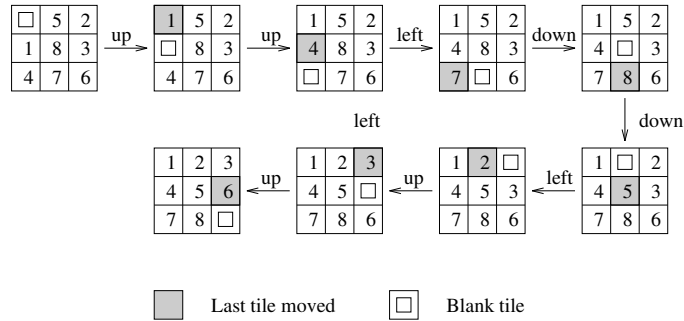 5 2 1 5 2 1 5 2 1 5 2 1 5 2
1 8 3 up 8 3 up 4 8 3 left 4 8 3 down 4 3
4 7 6 4 7 6 7 6 7 6 7 8 6
left down
1 2 3 1 2 3 1 2 1 2
4 5 6 up 4 5 up 4 5 3 left 4 5 3
7 8 7 8 6 7 8 6 7 8 6
Last tile moved Blank tile